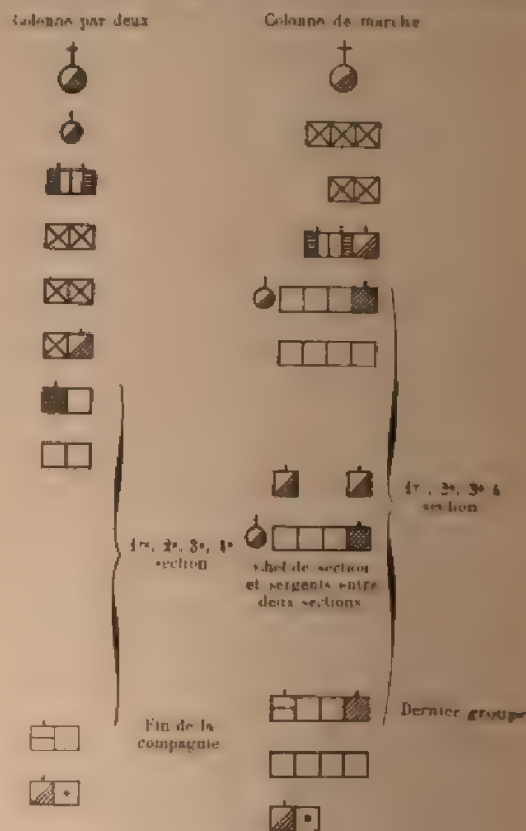 Colonne par deux
Colonne de marche
1re, 2e, 3e, 4e
section
1re, 2e, 3e 4
section
Chef de section
et sergents entre
deux sections
Fin de la
compagnie
Dernier groupe